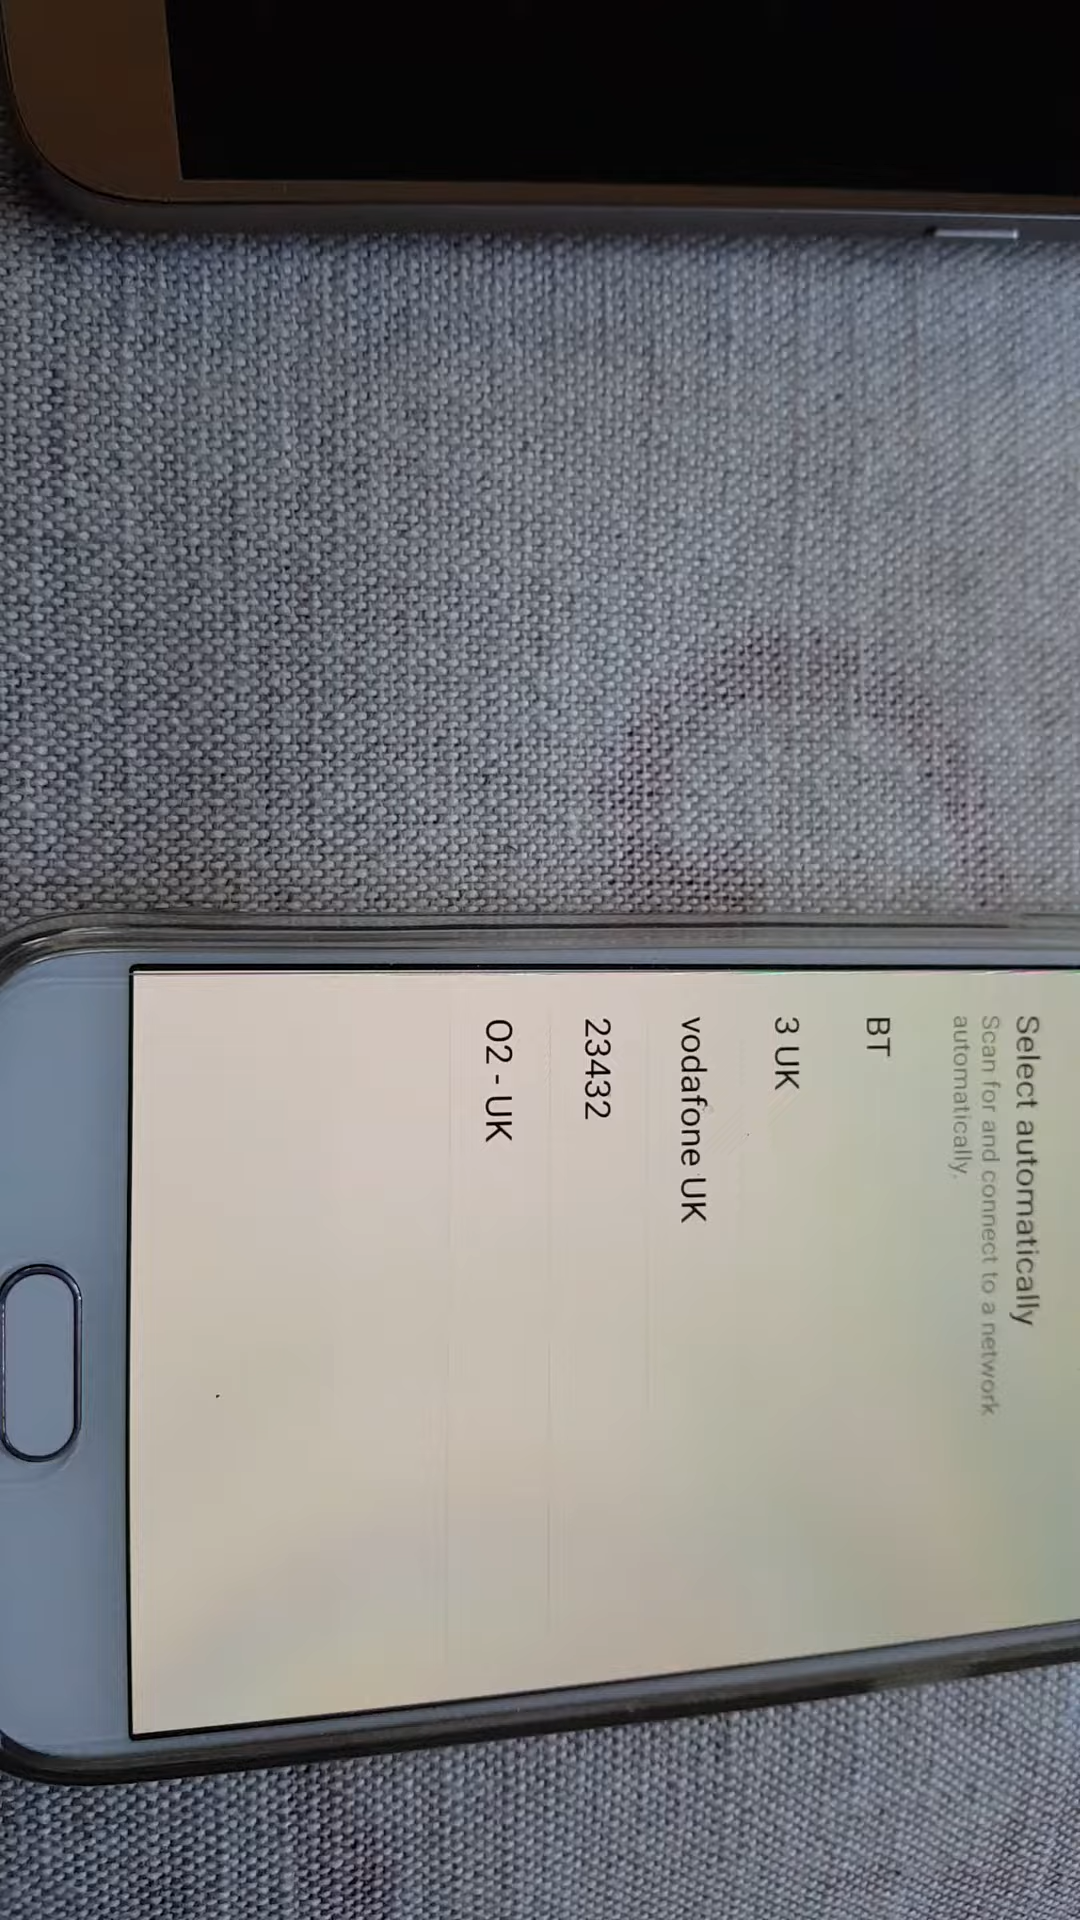 Select automatically
Scan for and connect to a network
automatically.
BT
3 UK
vodafone UK
23432
O2 - UK